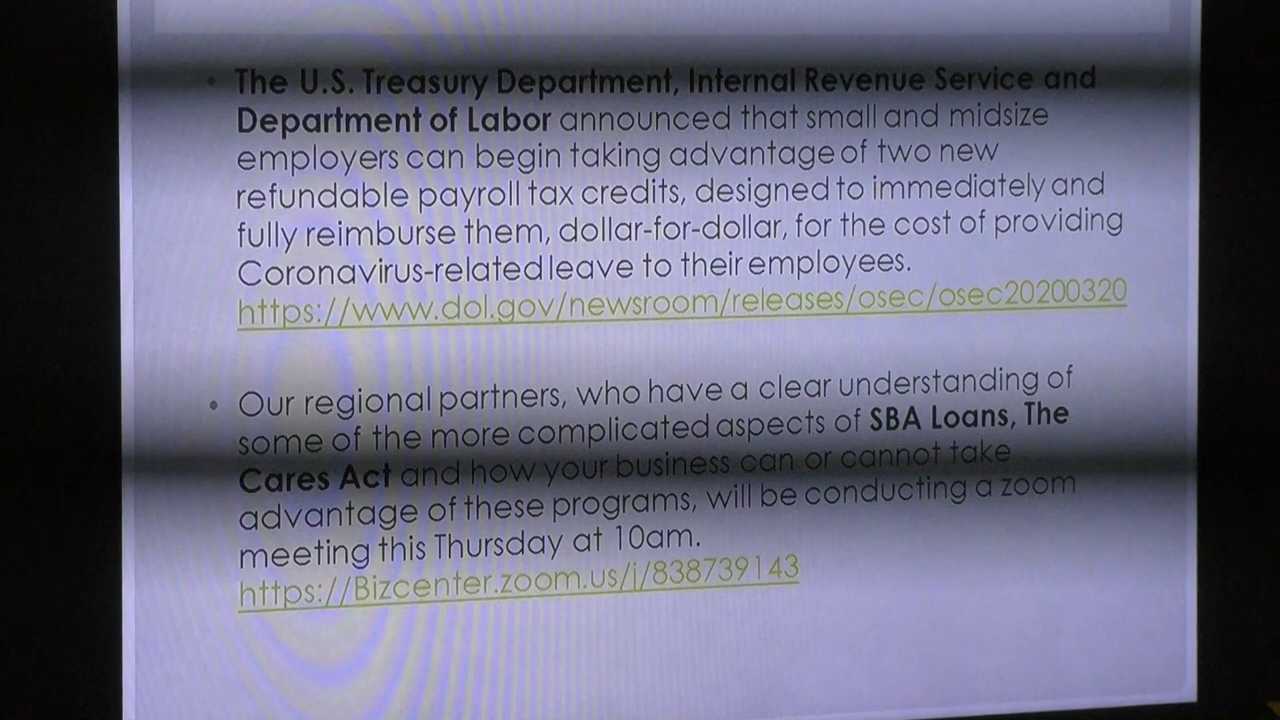 • The U.S. Treasury Department, Internal Revenue Service and
Department of Labor announced that small and midsize
employers can begin taking advantage of two new
refundable payroll tax credits, designed to immediately and
fully reimburse them, dollar-for-dollar, for the cost of providing
Coronavirus-related leave to their employees.
https://www.dol.gov/newsroom/releases/osec/osec20200320
• Our regional partners, who have a clear understanding of
some of the more complicated aspects of SBA Loans, The
Cares Act and how your business can or cannot take
advantage of these programs, will be conducting a zoom
meeting this Thursday at 10am.
https://Bizcenter.zoom.us/j/838739143